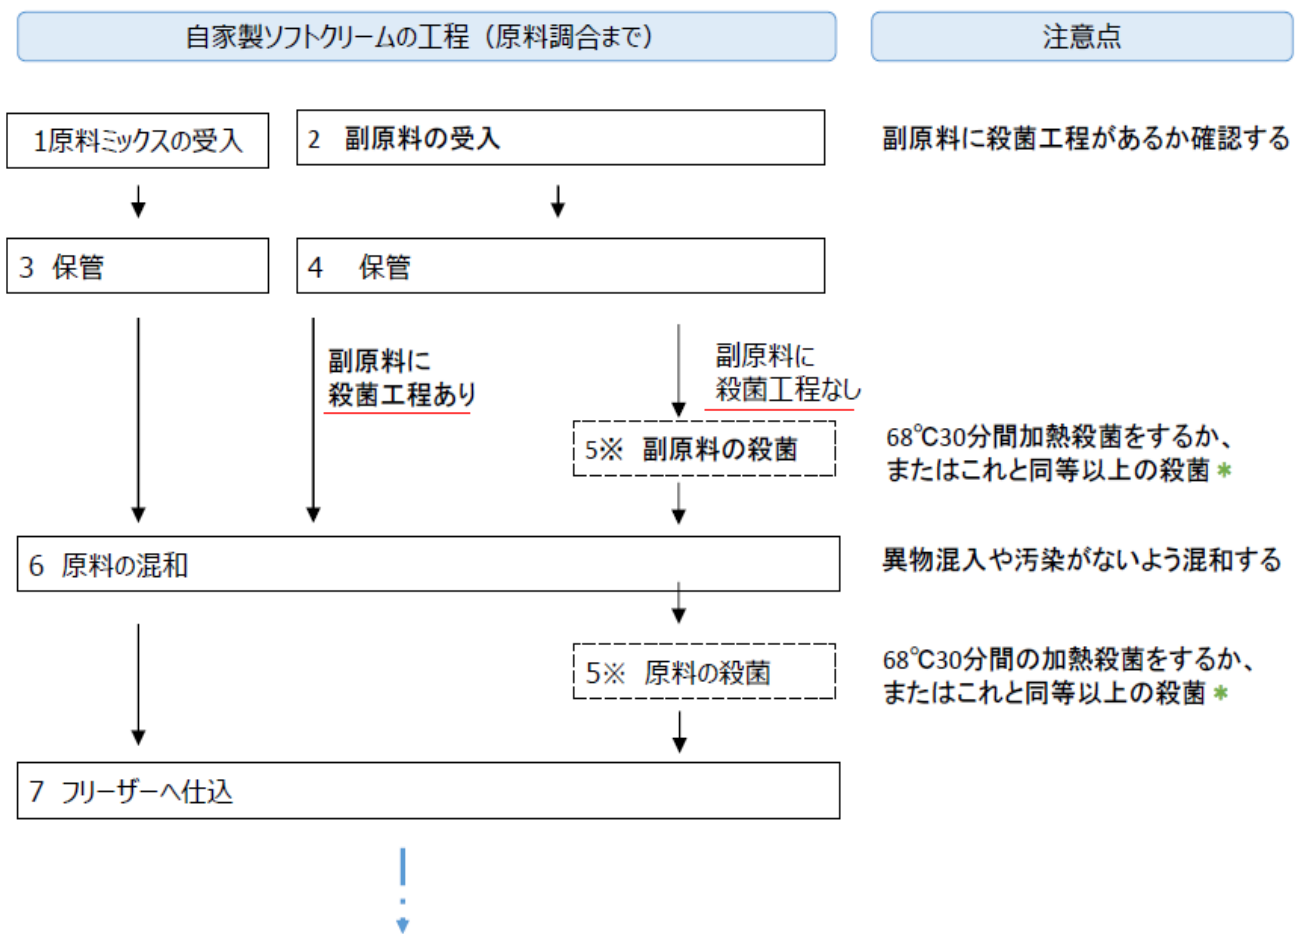 自家製ソフトクリームの工程（原料調合まで）
注意点
1原料ミックスの受入
2　副原料の受入
副原料に殺菌工程があるか確認する
3 保管
4　保管
副原料に
殺菌工程あり
副原料に
殺菌工程なし
5※ 副原料の殺菌
68℃30分間加熱殺菌をするか、
またはこれと同等以上の殺菌＊
6 原料の混和
異物混入や汚染がないよう混和する
5※ 原料の殺菌
68℃30分間の加熱殺菌をするか、
またはこれと同等以上の殺菌＊
7 フリーザーへ仕込